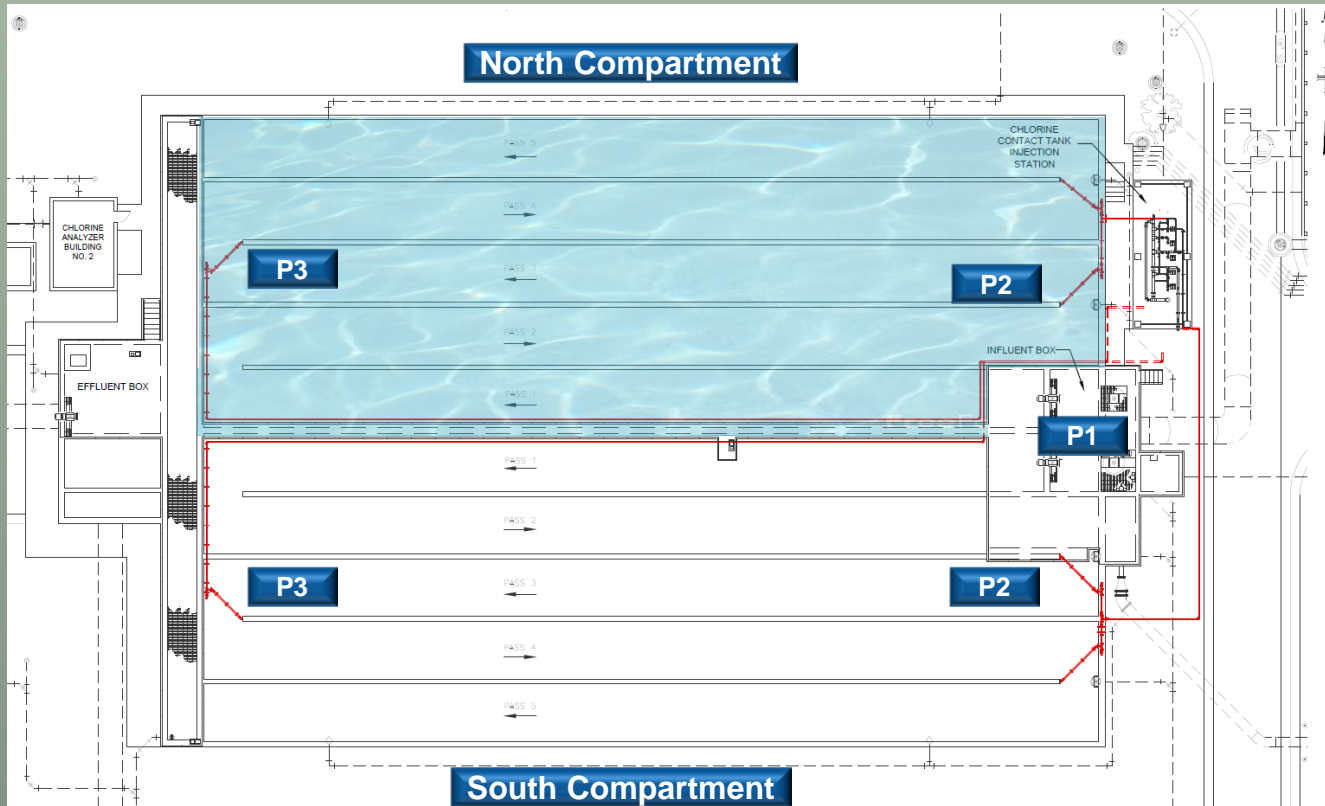 North Compartment
CHLORINE
CONTACT TANK
INJECTION
STATION
PASS 5
PASS 4
CHLORINE
ANALYZER
BUILDING
NO. 2
P3
PASS 3
P2
PASS 2
INFLUENT BOX
EFFLUENT BOX
PASS 1
P1
PASS 1
PASS 2
P3
PASS 3
P2
PASS 4
PASS 5
South Compartment